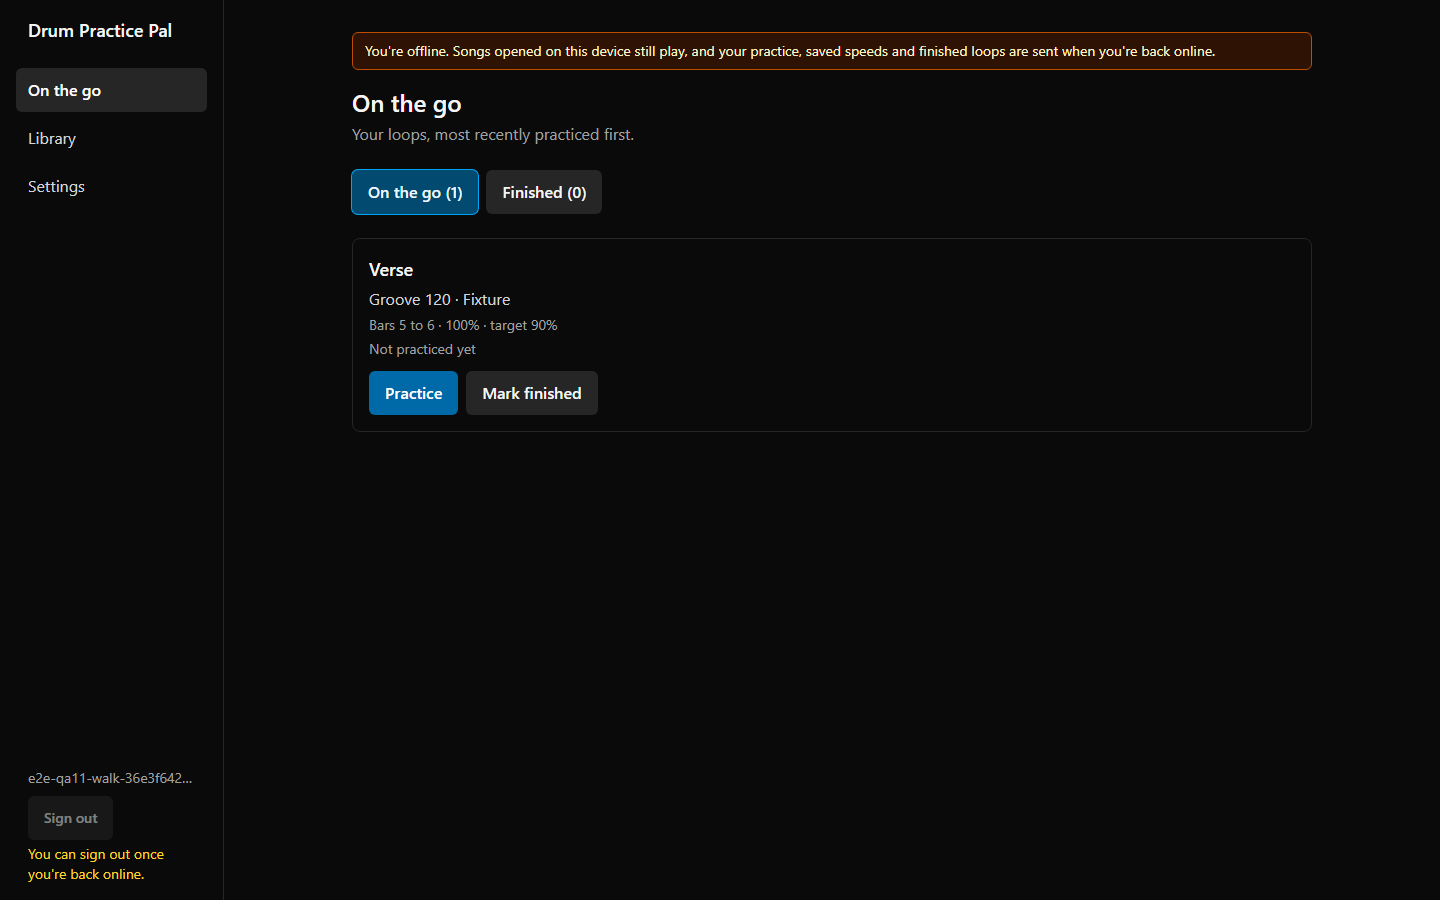 Drum Practice Pal
On the go
Library
Settings
You're offline. Songs opened on this device still play, and your practice, saved speeds and finished loops are sent when you're back online.
On the go
Your loops, most recently practiced first.
On the go (1)
Finished (0)
Verse
Groove 120 · Fixture
Bars 5 to 6 · 100% · target 90%
Not practiced yet
Practice
Mark finished
e2e-qa11-walk-36e3f642...
Sign out
You can sign out once
you're back online.